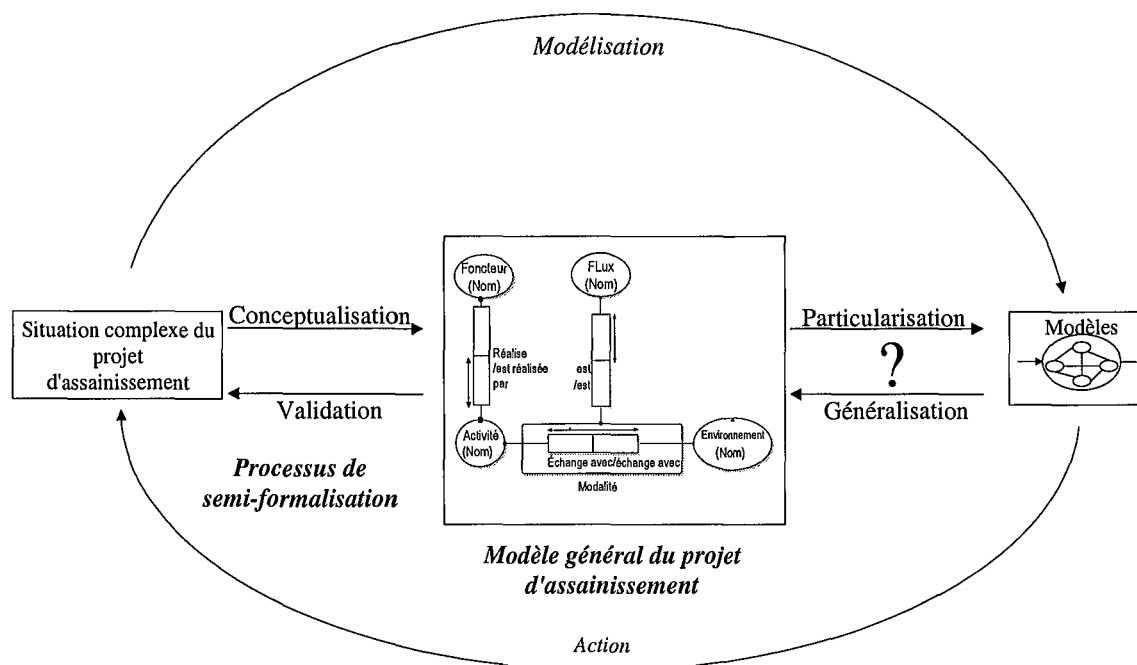 Modélisation
Foncteur
(Nom)
FLux
(Nom)
Situation complexe du
projet
d'assainissement
Conceptualisation
Validation
Réalise
/est réalisée
par
est
/est
Particularisation
?
Généralisation
Modèles
Activité
(Nom)
Échange avec/échange avec
Environnement
(Nom)
Modalité
Processus de
semi-formalisation
Modèle général du projet
d'assainissement
Action